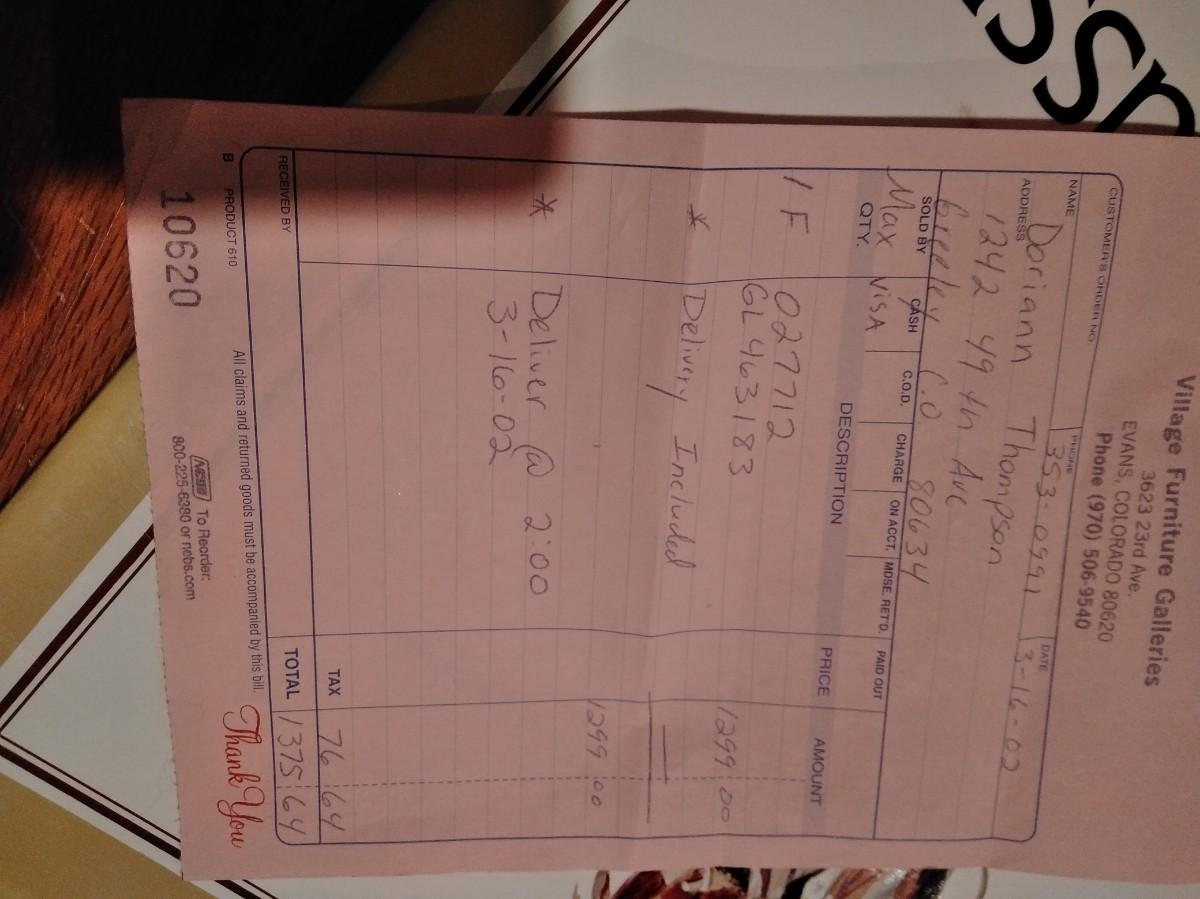 Village Furniture Galleries
3623 23rd Ave.
EVANS, COLORADO 80620
Phone (970) 506-9540
CUSTOMER'S ORDER NO.
NAME Doriann Thompson PHONE 353-0991 DATE 3-16-02
ADDRESS 1242 49th Ave
Greeley CO. 80634
SOLD BY CASH C.O.D. CHARGE ON ACCT. MDSE. RET'D. PAID OUT
Max VISA
QTY. DESCRIPTION PRICE AMOUNT
1 F 027712
GL463183 1299.00
* Delivery Included
1299.00
* Deliver @ 2:00
3-16-02
TAX 76.64
RECEIVED BY TOTAL 1375.64
B PRODUCT 610 All claims and returned goods must be accompanied by this bill. Thank You
10620 NEBS To Reorder:
800-225-6380 or nebs.com